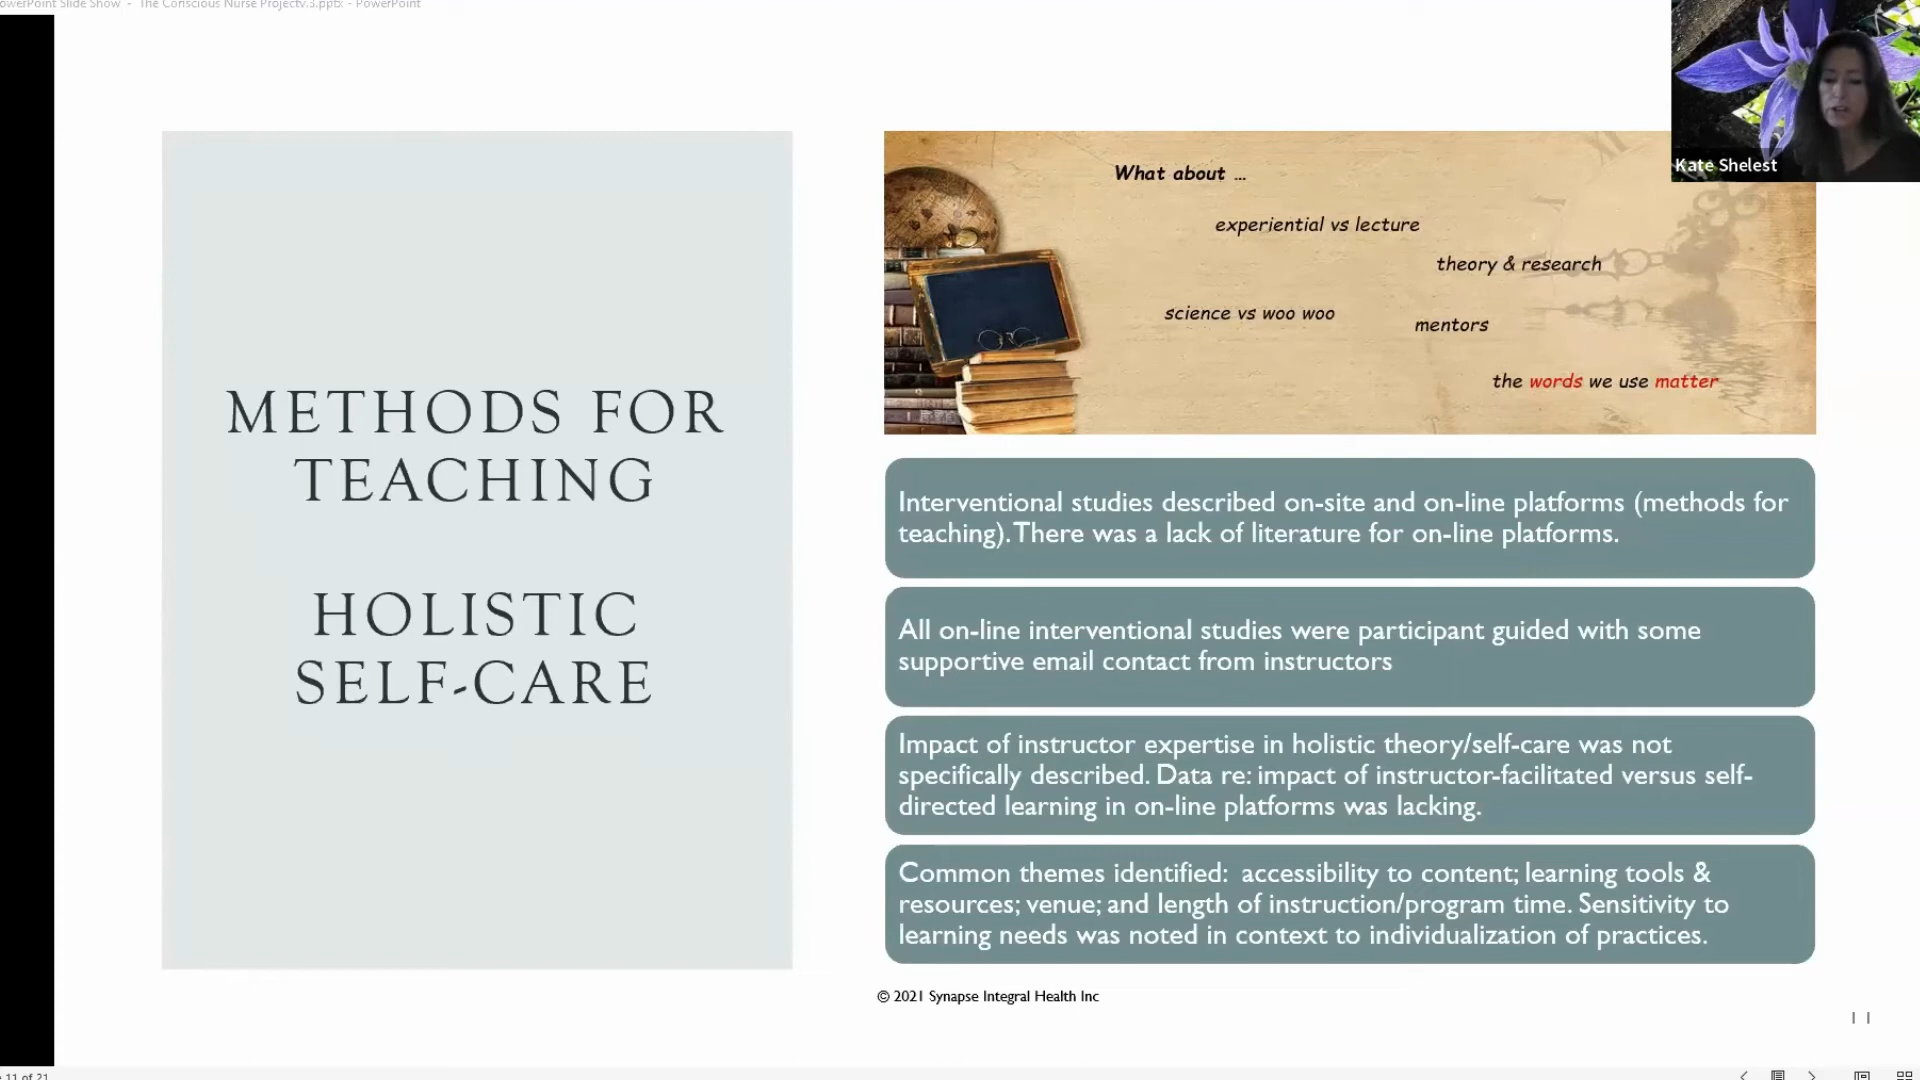 PowerPoint Slide Show - The Conscious Nurse Projectv.3.pptx - PowerPoint
Kate Shelest
METHODS FOR
TEACHING
HOLISTIC
SELF-CARE
What about ...
experiential vs lecture
theory & research
science vs woo woo
mentors
the words we use matter
Interventional studies described on-site and on-line platforms (methods for
teaching). There was a lack of literature for on-line platforms.
All on-line interventional studies were participant guided with some
supportive email contact from instructors
Impact of instructor expertise in holistic theory/self-care was not
specifically described. Data re: impact of instructor-facilitated versus self-
directed learning in on-line platforms was lacking.
Common themes identified: accessibility to content; learning tools &
resources; venue; and length of instruction/program time. Sensitivity to
learning needs was noted in context to individualization of practices.
© 2021 Synapse Integral Health Inc
11
11 of 21